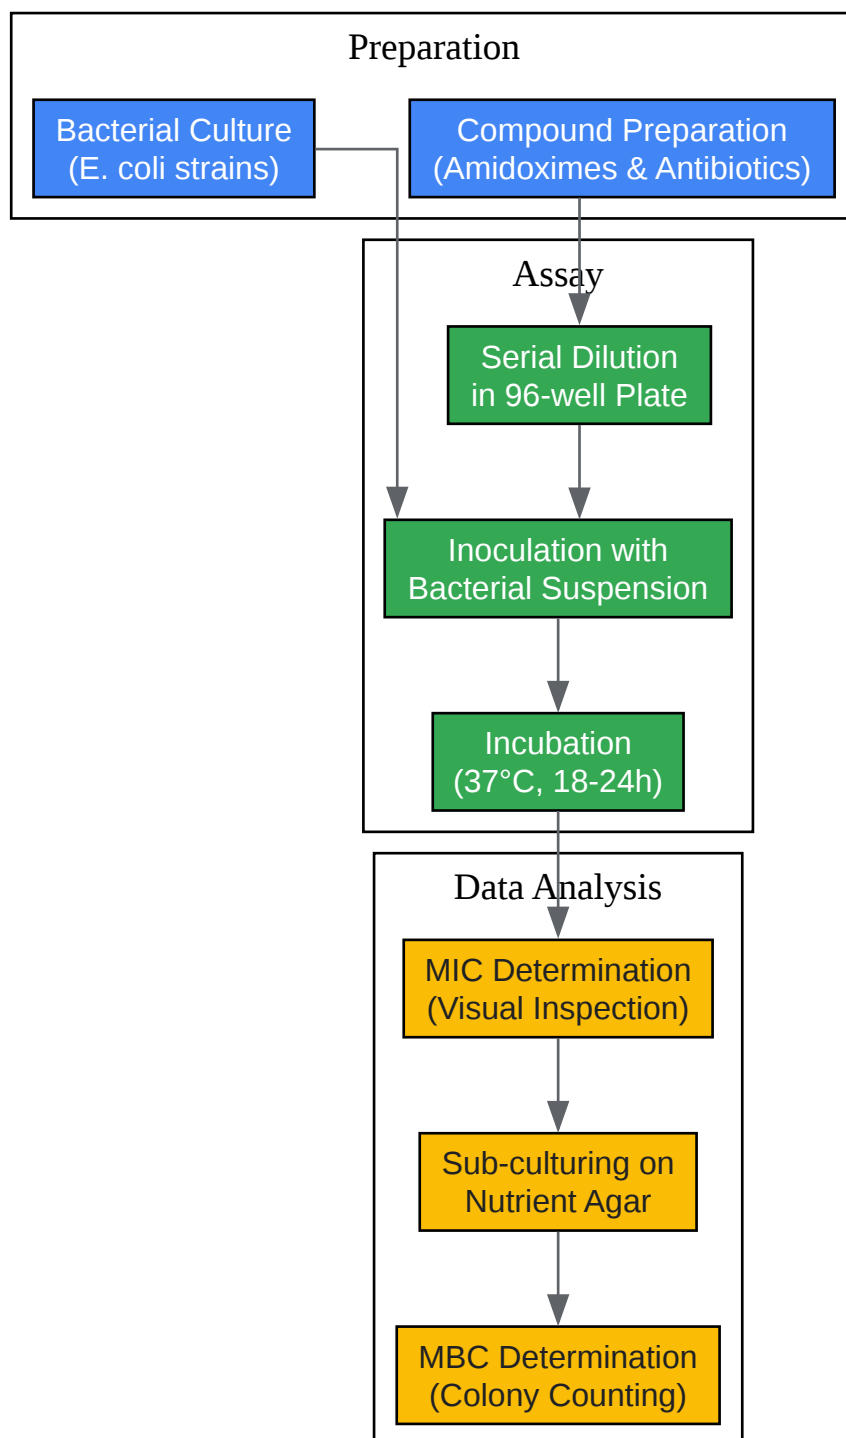 Preparation
Bacterial Culture
(E. coli strains)
Compound Preparation
(Amidoximes & Antibiotics)
Assay
Serial Dilution
in 96-well Plate
Inoculation with
Bacterial Suspension
Incubation
(37°C, 18-24h)
Data Analysis
MIC Determination
(Visual Inspection)
Sub-culturing on
Nutrient Agar
MBC Determination
(Colony Counting)